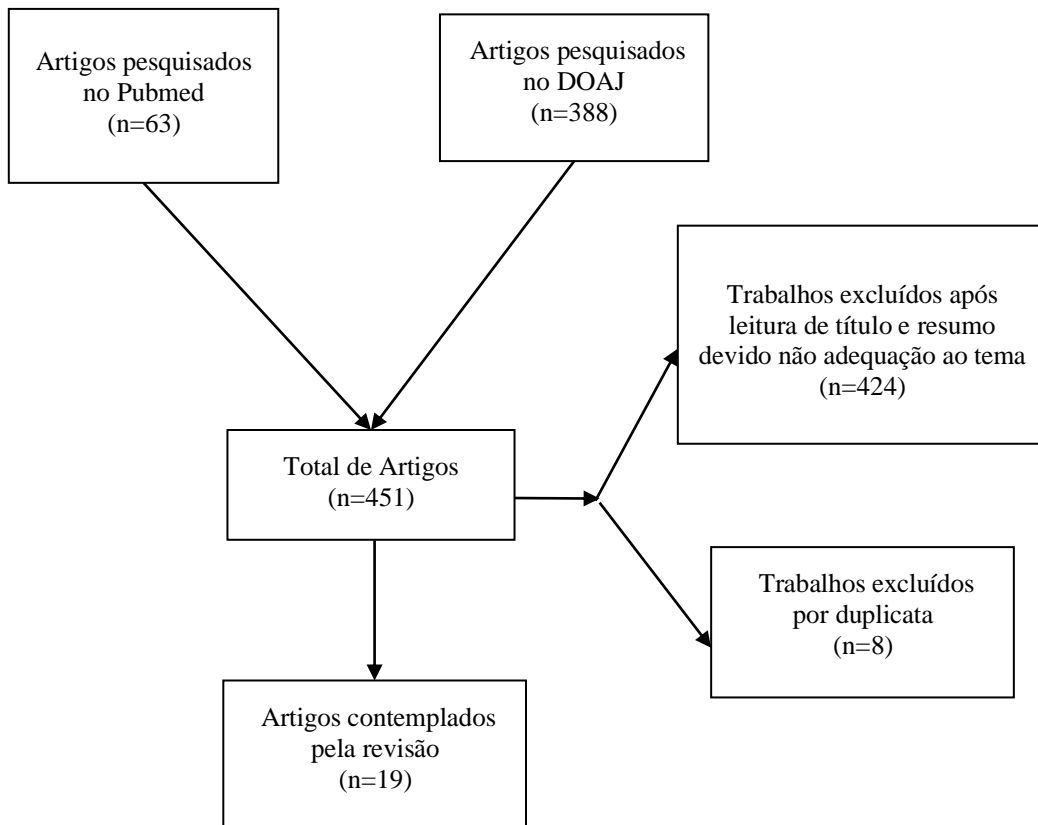 Artigos pesquisados
no Pubmed
(n=63)
Artigos pesquisados
no DOAJ
(n=388)
Trabalhos excluídos após
leitura de título e resumo
devido não adequação ao tema
(n=424)
Total de Artigos
(n=451)
Trabalhos excluídos
por duplicata
(n=8)
Artigos contemplados
pela revisão
(n=19)